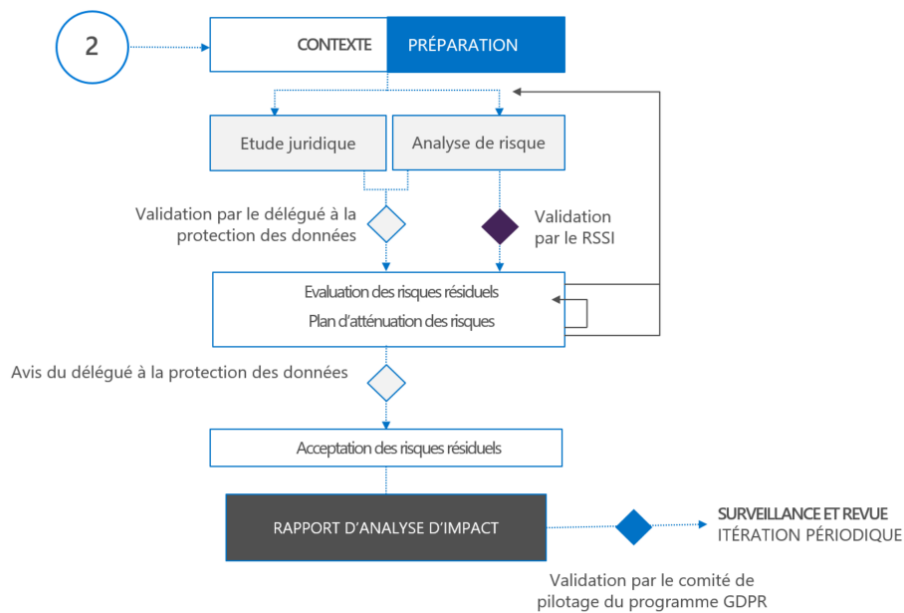 2
CONTEXTE PRÉPARATION
Etude juridique
Analyse de risque
Validation par le délégué à la
protection des données
Validation
par le RSSI
Evaluation des risques résiduels
Plan d’atténuation des risques
Avis du délégué à la protection des données
Acceptation des risques résiduels
RAPPORT D’ANALYSE D’IMPACT
SURVEILLANCE ET REVUE
ITÉRATION PÉRIODIQUE
Validation par le comité de
pilotage du programme GDPR